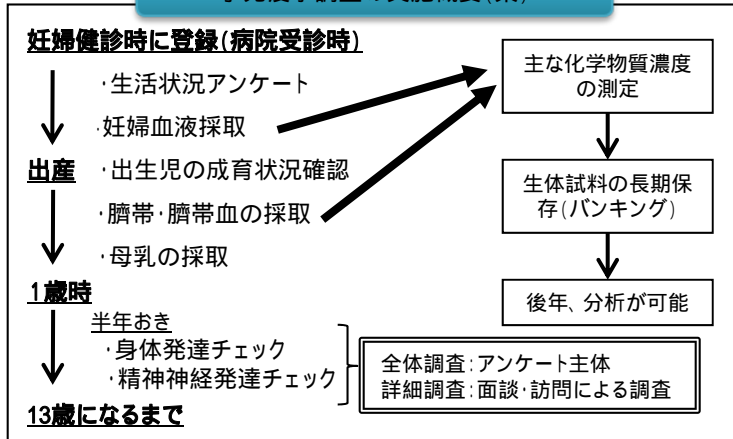 妊婦健診時に登録(病院受診時)
・生活状況アンケート
・妊婦血液採取
出産
・出生児の成育状況確認
・臍帯・臍帯血の採取
・母乳の採取
1歳時
半年おき
・身体発達チェック
・精神神経発達チェック
13歳になるまで
全体調査：アンケート主体
詳細調査：面談・訪問による調査
主な化学物質濃度
の測定
生体試料の長期保
存(バンキング)
後年、分析が可能